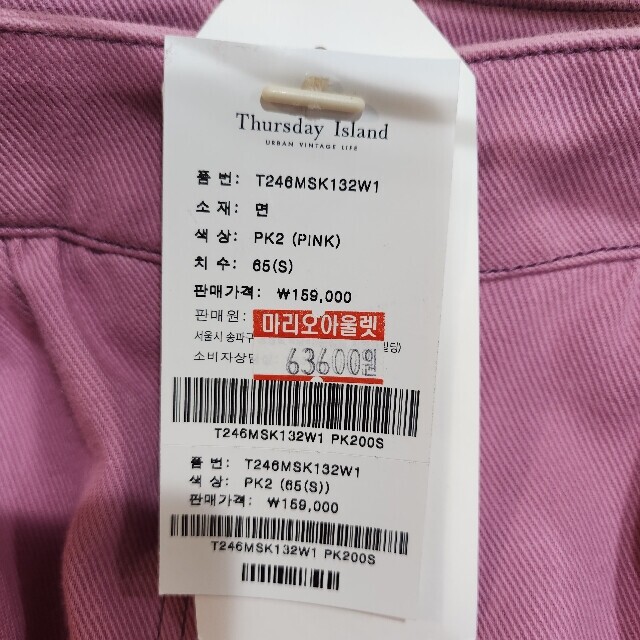 Thursday Island
URBAN VINTAGE LIFE
품 번: T246MSK132W1
소 재: 면
색 상: PK2 (PINK)
치 수: 65(S)
판매가격: ₩159,000
판매원:
마리오아울렛
서울시 송파구
소비자상담
63600원
T246MSK132W1 PK200S
품 번: T246MSK132W1
색 상: PK2 (65(S))
판매가격: ₩159,000
T246MSK132W1 PK200S